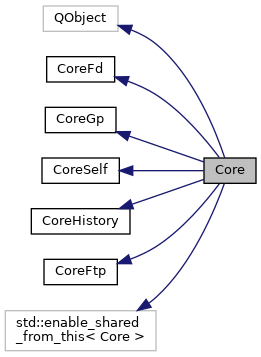 QObject
CoreFd
CoreGp
CoreSelf
Core
CoreHistory
CoreFtp
std::enable_shared
_from_this< Core >